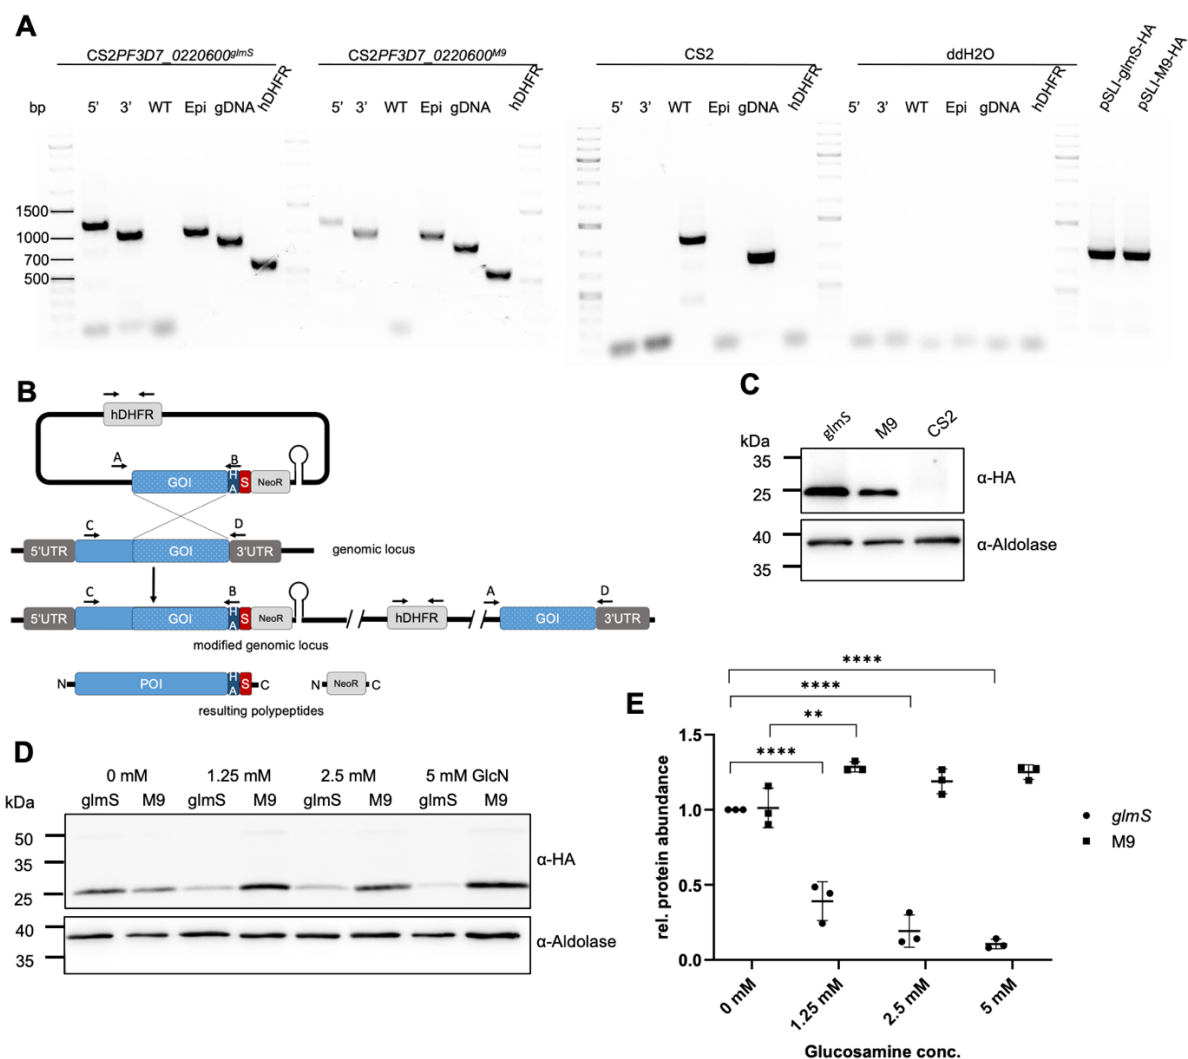 A
CS2PF3D7_0220600glmS
CS2PF3D7_0220600M9
CS2
ddH2O
bp 5' 3' WT Epi gDNA hDHFR 5' 3' WT Epi gDNA hDHFR 5' 3' WT Epi gDNA hDHFR 5' 3' WT Epi gDNA hDHFR pSLI-glmS-HA pSLI-M9-HA
1500
1000
700
500
B
hDHFR
A B
GOI HA S NeoR
C D
5'UTR GOI 3'UTR genomic locus
C B A D
5'UTR GOI HA S NeoR hDHFR GOI 3'UTR
modified genomic locus
N POI HA S C N NeoR C
resulting polypeptides
C
kDa glmS M9 CS2
35
25
α-HA
40
35
α-Aldolase
D
0 mM 1.25 mM 2.5 mM 5 mM GlcN
kDa glmS M9 glmS M9 glmS M9 glmS M9
50
35
25
α-HA
40
35
α-Aldolase
E
****
****
**
****
rel. protein abundance
1.5
1.0
0.5
0.0
0 mM 1.25 mM 2.5 mM 5 mM
Glucosamine conc.
glmS
M9